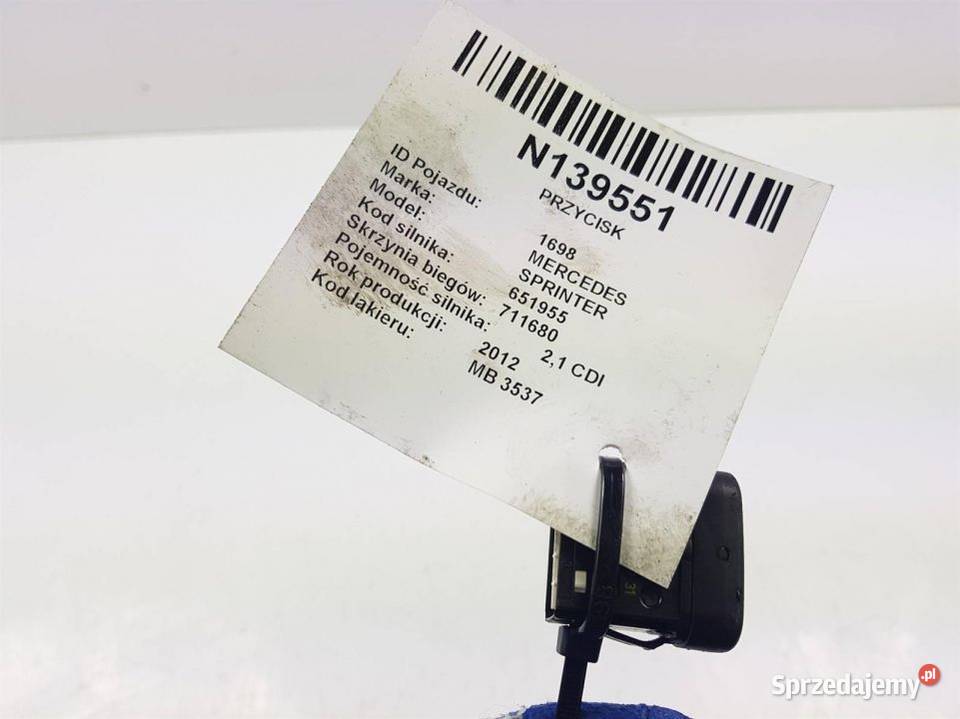 N139551
PRZYCISK
ID Pojazdu: 1698
Marka: MERCEDES
Model: SPRINTER
Kod silnika: 651955
Skrzynia biegów: 711680
Pojemność silnika: 2,1 CDI
Rok produkcji: 2012
Kod lakieru: MB 3537
31
Sprzedajemy.pl